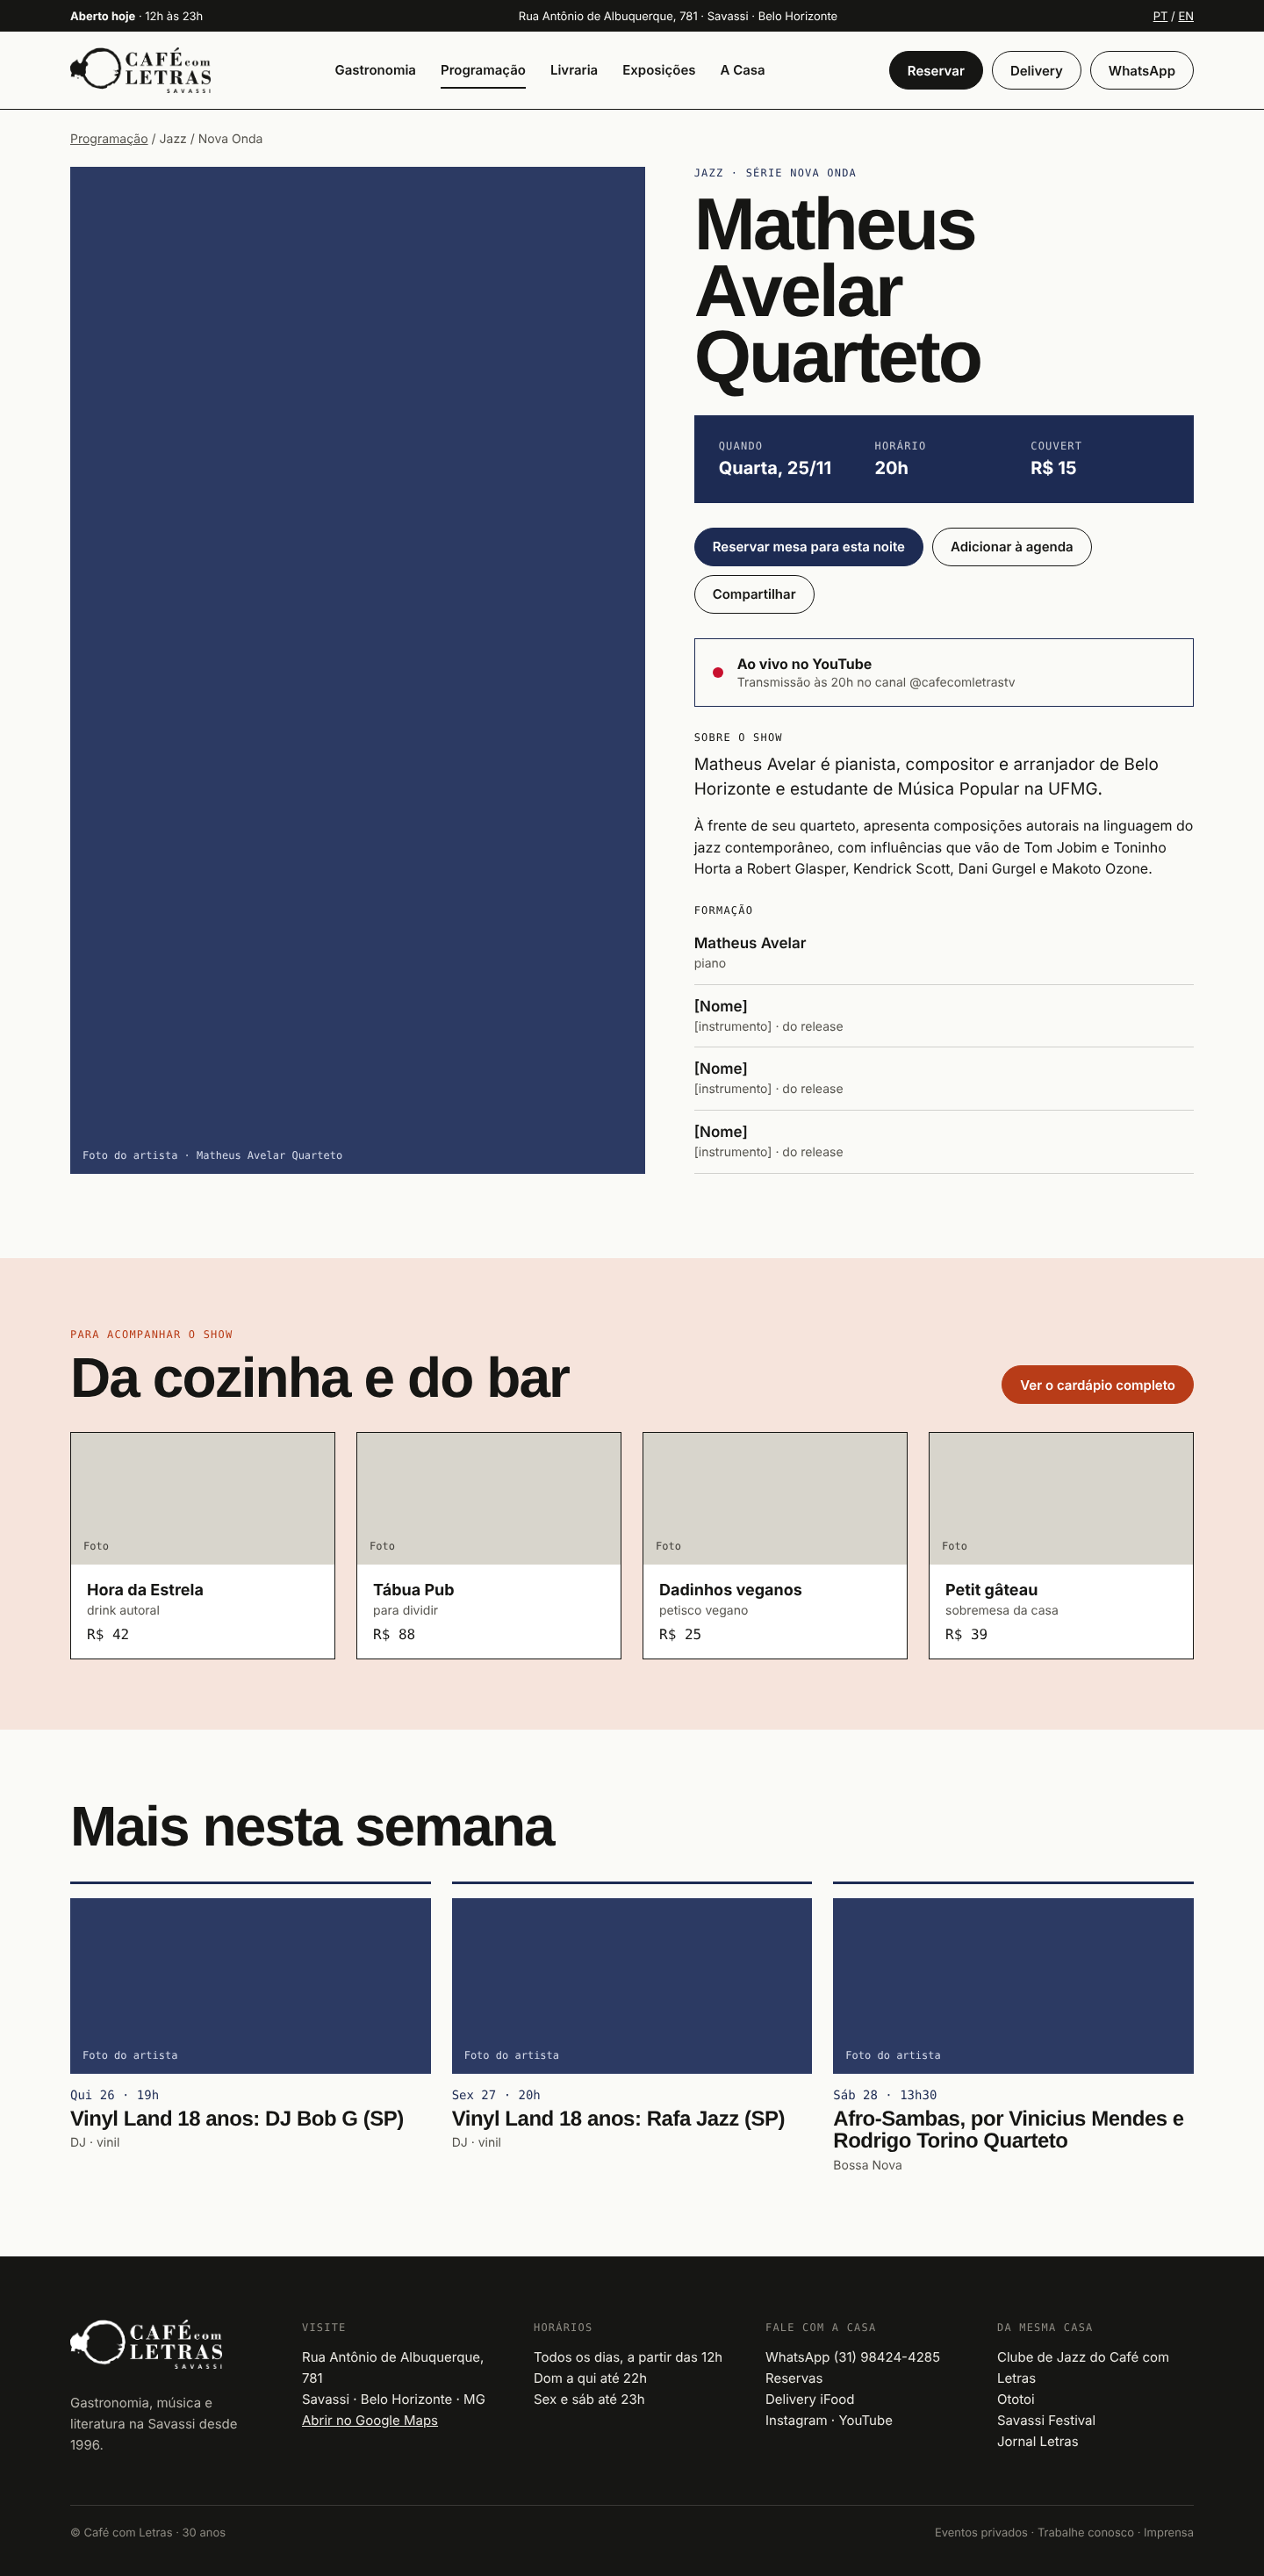 Aberto hoje · 12h às 23h
Rua Antônio de Albuquerque, 781 · Savassi · Belo Horizonte
PT / EN
CAFÉ com
LETRAS
SAVASSI
Gastronomia
Programação
Livraria
Exposições
A Casa
Reservar
Delivery
WhatsApp
Programação / Jazz / Nova Onda
Foto do artista · Matheus Avelar Quarteto
JAZZ · SÉRIE NOVA ONDA
Matheus
Avelar
Quarteto
QUANDO
Quarta, 25/11
HORÁRIO
20h
COUVERT
R$ 15
Reservar mesa para esta noite
Adicionar à agenda
Compartilhar
Ao vivo no YouTube
Transmissão às 20h no canal @cafecomletrastv
SOBRE O SHOW
Matheus Avelar é pianista, compositor e arranjador de Belo
Horizonte e estudante de Música Popular na UFMG.
À frente de seu quarteto, apresenta composições autorais na linguagem do
jazz contemporâneo, com influências que vão de Tom Jobim e Toninho
Horta a Robert Glasper, Kendrick Scott, Dani Gurgel e Makoto Ozone.
FORMAÇÃO
Matheus Avelar
piano
[Nome]
[instrumento] · do release
[Nome]
[instrumento] · do release
[Nome]
[instrumento] · do release
PARA ACOMPANHAR O SHOW
Da cozinha e do bar
Ver o cardápio completo
Foto
Hora da Estrela
drink autoral
R$ 42
Foto
Tábua Pub
para dividir
R$ 88
Foto
Dadinhos veganos
petisco vegano
R$ 25
Foto
Petit gâteau
sobremesa da casa
R$ 39
Mais nesta semana
Foto do artista
Qui 26 · 19h
Vinyl Land 18 anos: DJ Bob G (SP)
DJ · vinil
Foto do artista
Sex 27 · 20h
Vinyl Land 18 anos: Rafa Jazz (SP)
DJ · vinil
Foto do artista
Sáb 28 · 13h30
Afro-Sambas, por Vinicius Mendes e
Rodrigo Torino Quarteto
Bossa Nova
CAFÉ com
LETRAS
SAVASSI
Gastronomia, música e
literatura na Savassi desde
1996.
VISITE
Rua Antônio de Albuquerque,
781
Savassi · Belo Horizonte · MG
Abrir no Google Maps
HORÁRIOS
Todos os dias, a partir das 12h
Dom a qui até 22h
Sex e sáb até 23h
FALE COM A CASA
WhatsApp (31) 98424-4285
Reservas
Delivery iFood
Instagram · YouTube
DA MESMA CASA
Clube de Jazz do Café com
Letras
Ototoi
Savassi Festival
Jornal Letras
© Café com Letras · 30 anos
Eventos privados · Trabalhe conosco · Imprensa